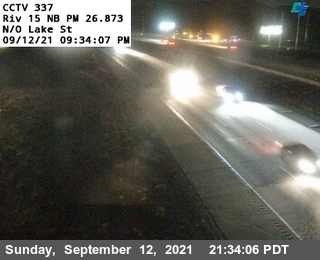 CCTV 337
Riv 15 NB PM 26.873
N/O Lake St
09/12/21 09:34:07 PM
Sunday, September 12, 2021 21:34:06 PDT